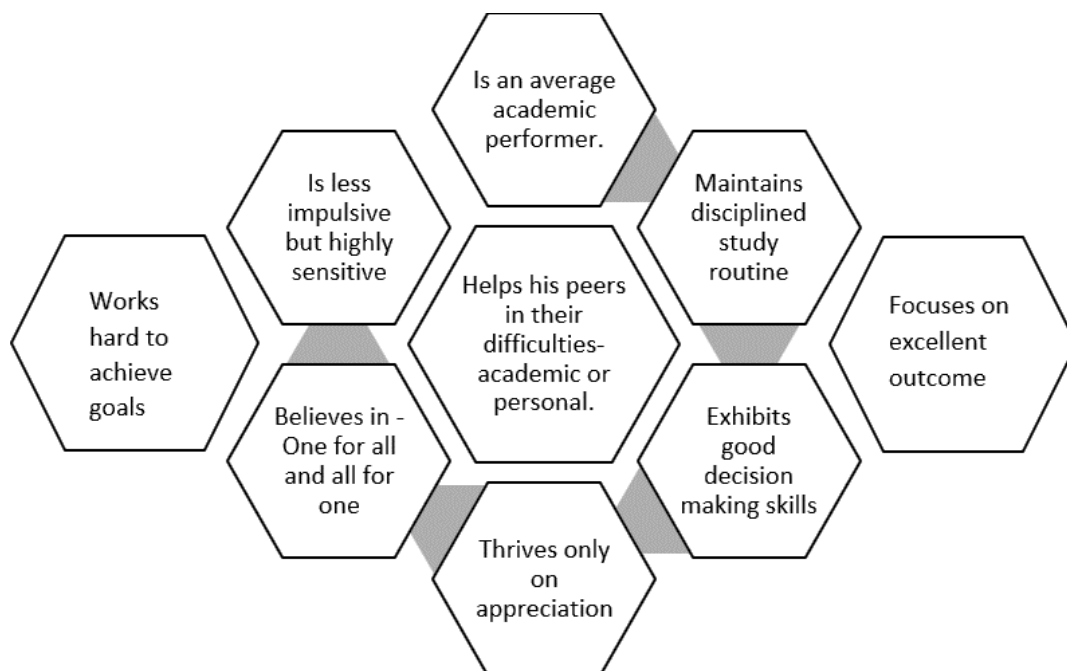 Is an average
academic
performer.
Is less
impulsive
but highly
sensitive
Maintains
disciplined
study
routine
Works
hard to
achieve
goals
Helps his peers
in their
difficulties-
academic or
personal.
Focuses on
excellent
outcome
Believes in -
One for all
and all for
one
Exhibits
good
decision
making skills
Thrives only
on
appreciation